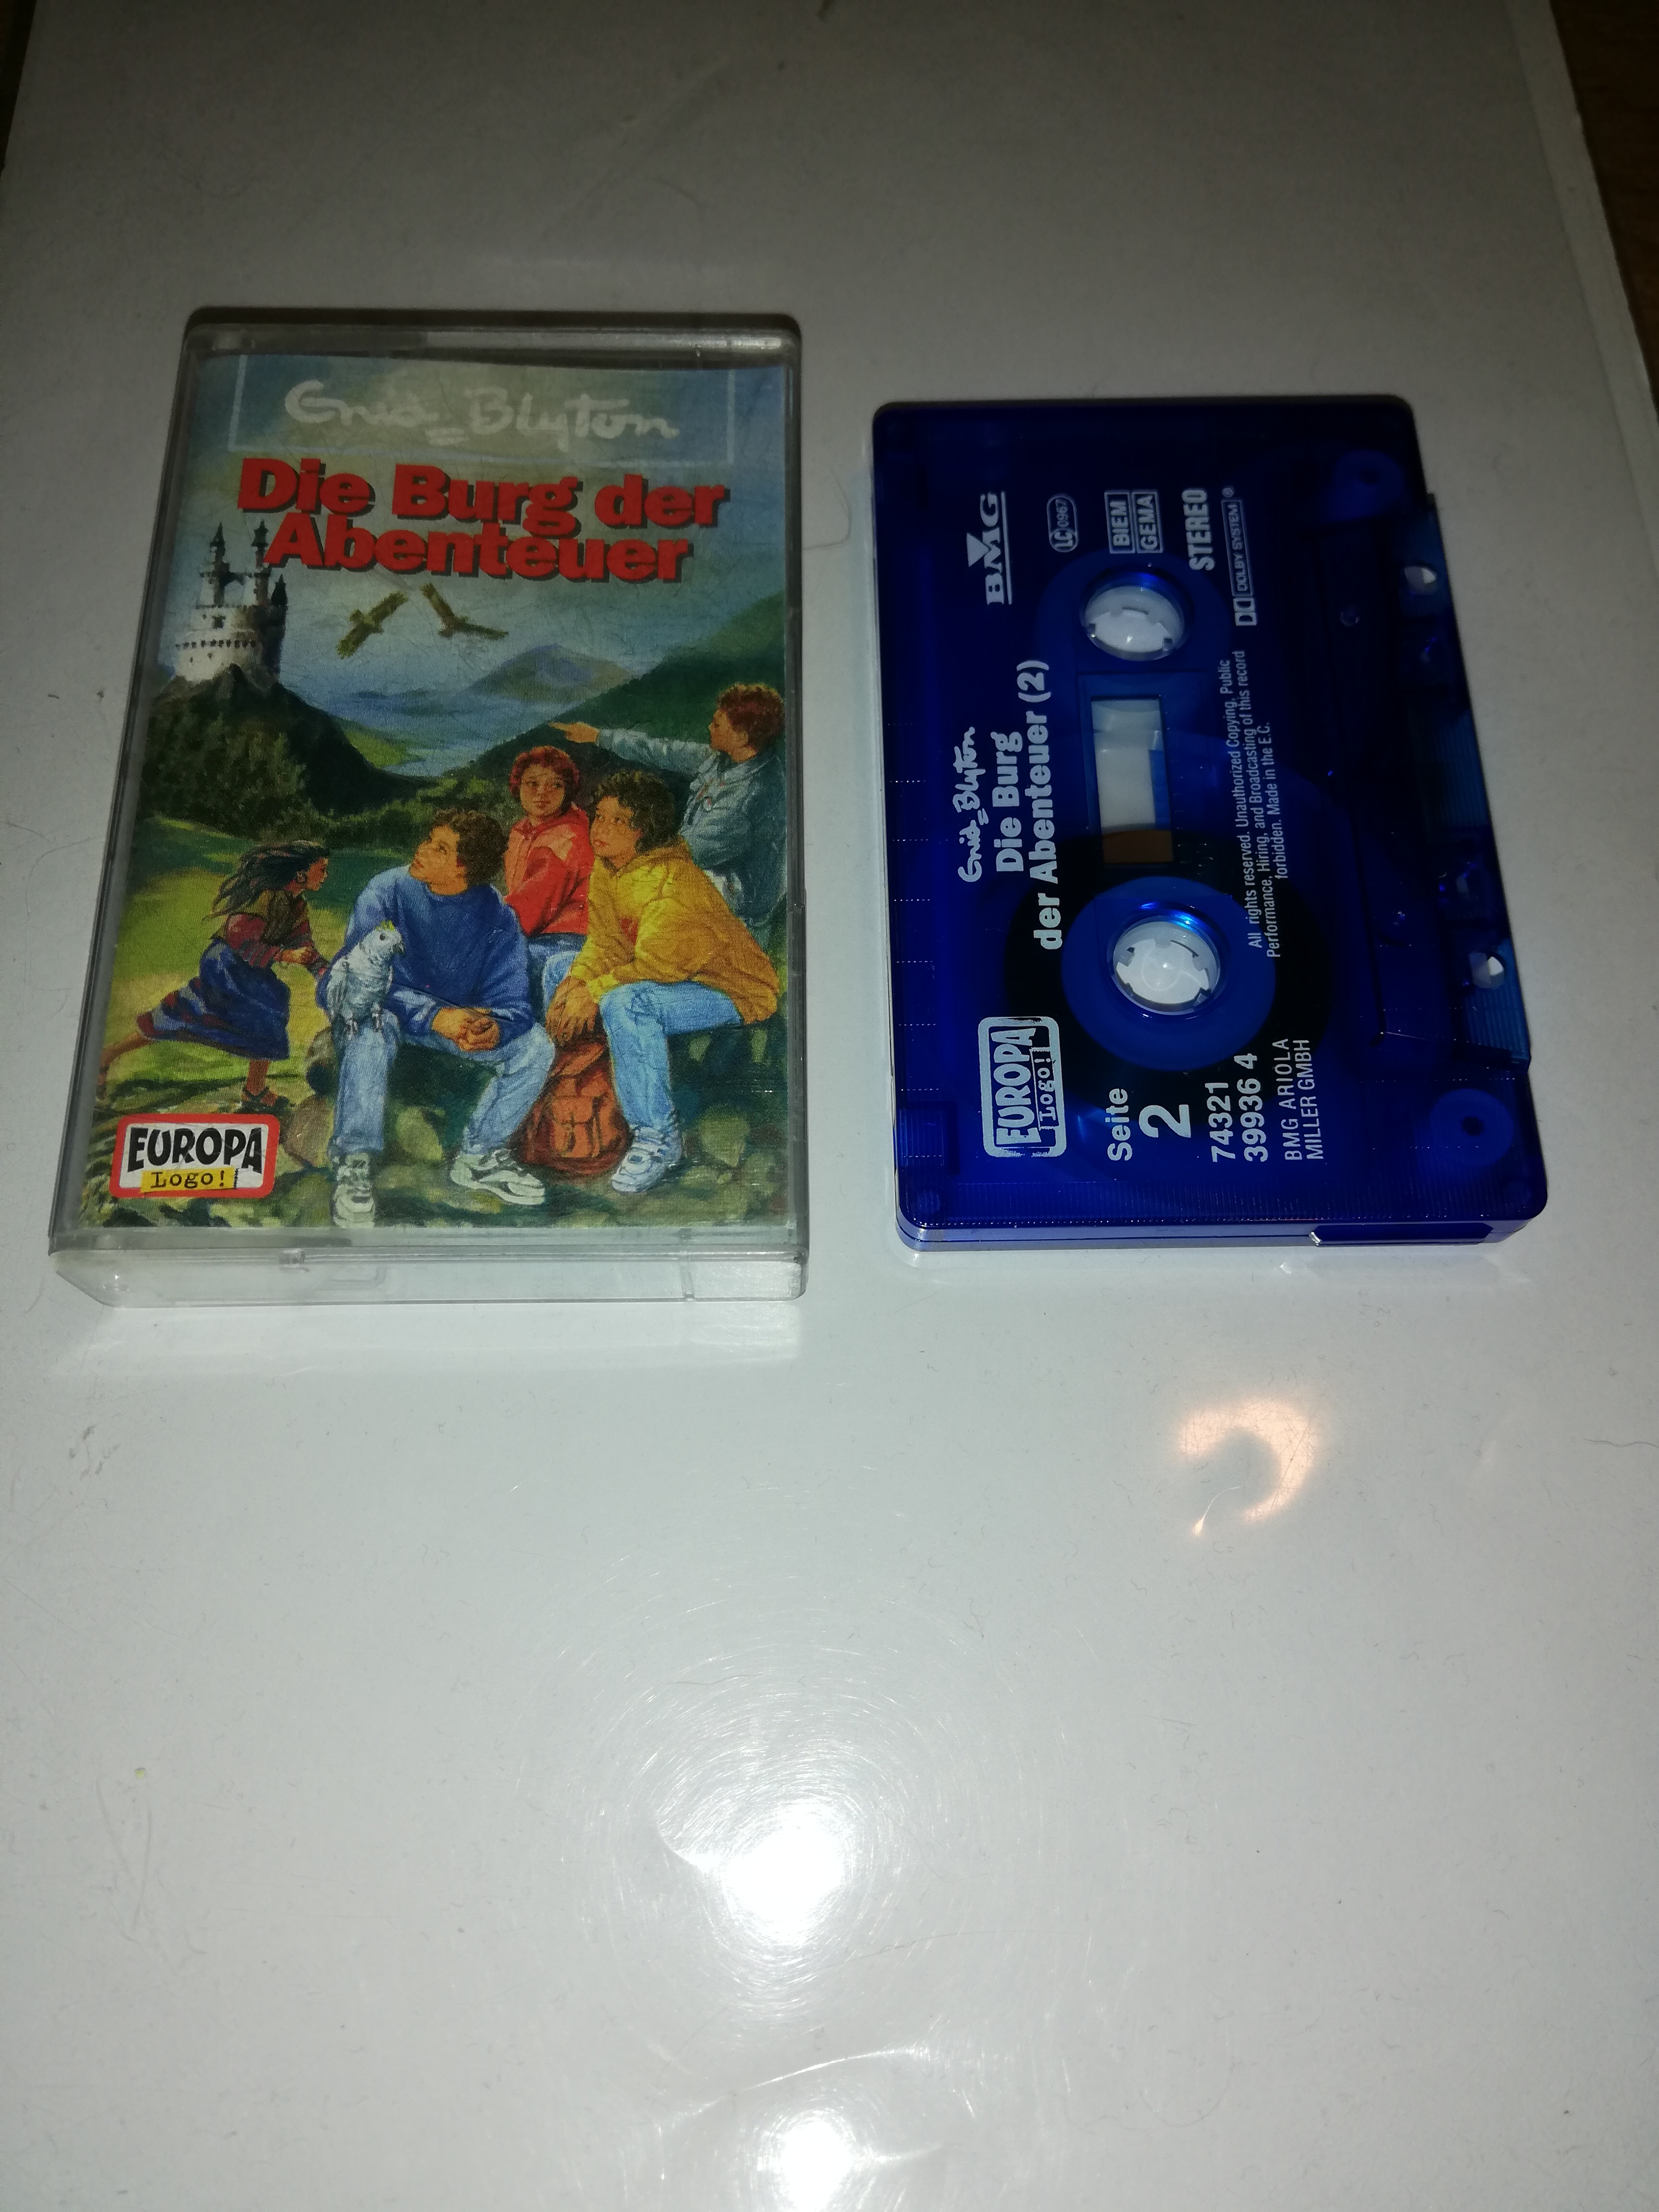 Enid Blyton
Die Burg der
Abenteuer
EUROPA
Logo!
EUROPA
Logo!
Enid Blyton
Die Burg
der Abenteuer (2)
BMG
LC 0967
BIEM
GEMA
STEREO
DOLBY SYSTEM®
Seite
2
74321
39936 4
BMG ARIOLA
MILLER GMBH
All rights reserved. Unauthorized Copying, Public
Performance, Hiring, and Broadcasting of this record
forbidden. Made in the E.C.